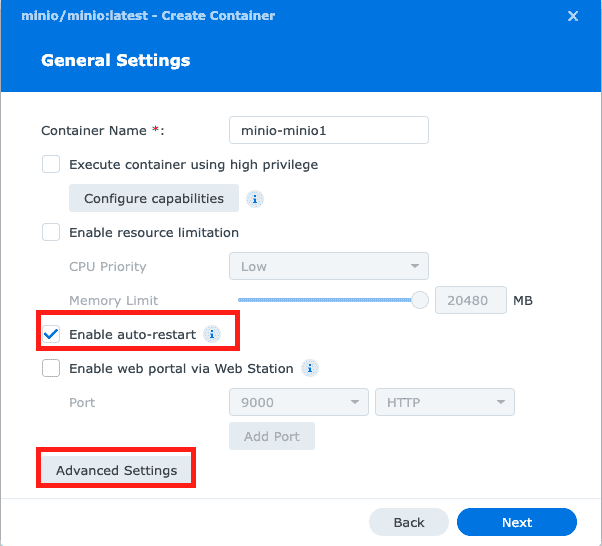 minio/minio:latest - Create Container
General Settings
Container Name *: minio-minio1
Execute container using high privilege
Configure capabilities
Enable resource limitation
CPU Priority Low
Memory Limit 20480 MB
Enable auto-restart
Enable web portal via Web Station
Port 9000 HTTP
Add Port
Advanced Settings
Back Next